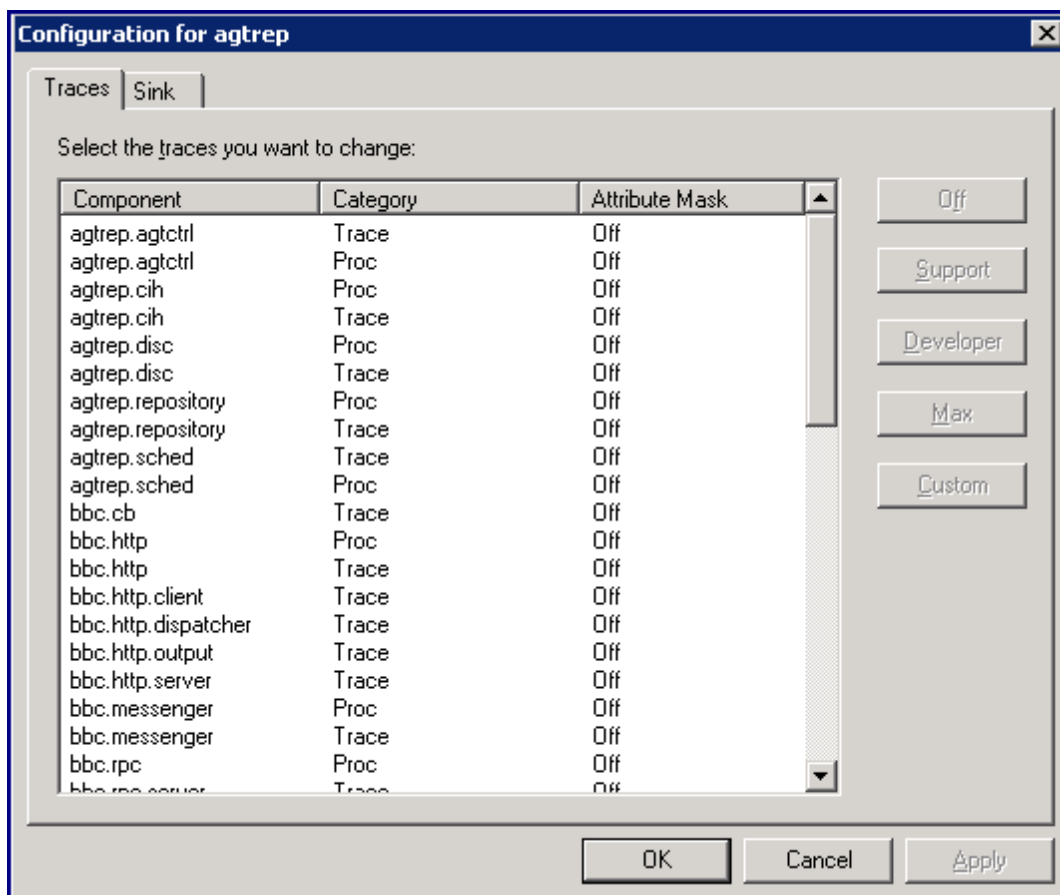 Configuration for agtrep
Traces Sink
Select the traces you want to change:
Component Category Attribute Mask
agtrep.agtctrl Trace Off
agtrep.agtctrl Proc Off
agtrep.cih Proc Off
agtrep.cih Trace Off
agtrep.disc Proc Off
agtrep.disc Trace Off
agtrep.repository Proc Off
agtrep.repository Trace Off
agtrep.sched Trace Off
agtrep.sched Proc Off
bbc.cb Trace Off
bbc.http Proc Off
bbc.http Trace Off
bbc.http.client Trace Off
bbc.http.dispatcher Trace Off
bbc.http.output Trace Off
bbc.http.server Trace Off
bbc.messenger Proc Off
bbc.messenger Trace Off
bbc.rpc Proc Off
bbc.rpc.server Trace Off
Off
Support
Developer
Max
Custom
OK Cancel Apply